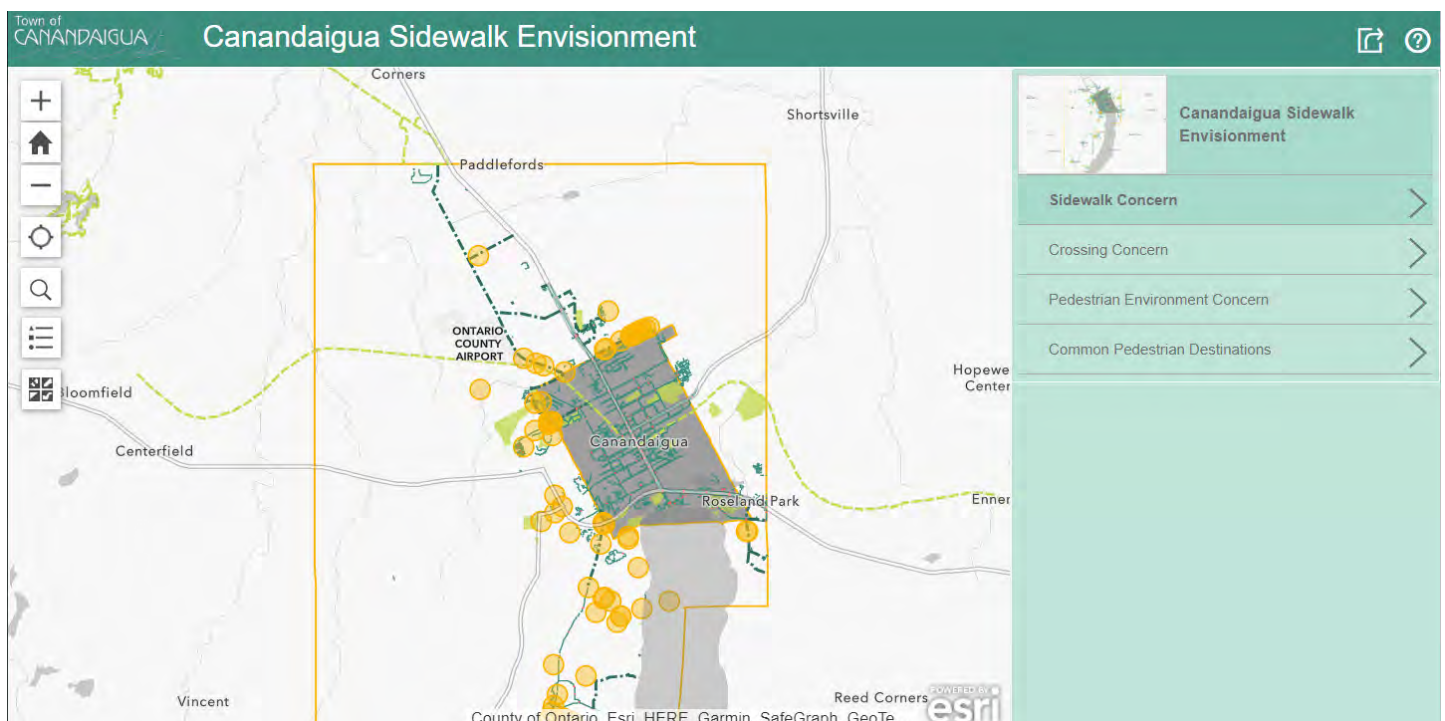 Town of
CANANDAIGUA
Canandaigua Sidewalk Envisionment
Corners
Shortsville
Paddlefords
ONTARIO
COUNTY
AIRPORT
Hopewe
Center
Bloomfield
Centerfield
Canandaigua
Roseland Park
Enner
Vincent
Reed Corners
POWERED BY
esri
County of Ontario, Esri, HERE, Garmin, SafeGraph, GeoTe
Canandaigua Sidewalk
Envisionment
Sidewalk Concern
Crossing Concern
Pedestrian Environment Concern
Common Pedestrian Destinations